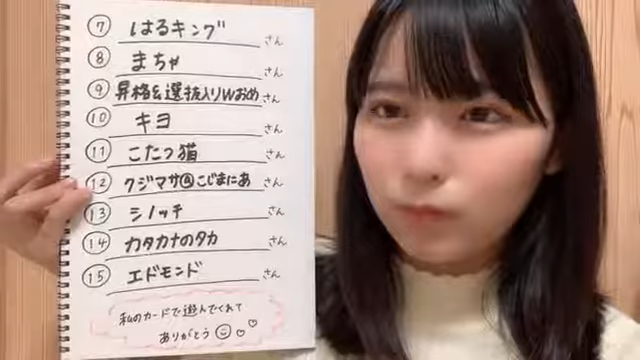 ⑦ はるキング さん
⑧ まちゃ さん
⑨ 昇格&選抜入りWおめ さん
⑩ キヨ さん
⑪ こたつ猫 さん
⑫ クジマサ@こじまにあ さん
⑬ シノッチ さん
⑭ カタカナのタカ さん
⑮ エドモンド さん
私のカードで遊んでくれて
ありがとう☺♡♡